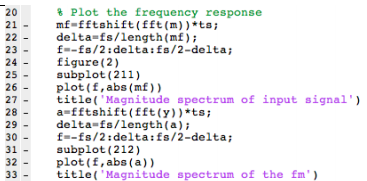 20 % Plot the frequency response
21 - mf=fftshift(fft(m))*ts;
22 - delta=fs/length(mf);
23 - f=-fs/2:delta:fs/2-delta;
24 - figure(2)
25 - subplot(211)
26 - plot(f,abs(mf))
27 - title('Magnitude spectrum of input signal')
28 - a=fftshift(fft(y))*ts;
29 - delta=fs/length(a);
30 - f=-fs/2:delta:fs/2-delta;
31 - subplot(212)
32 - plot(f,abs(a))
33 - title('Magnitude spectrum of the fm')